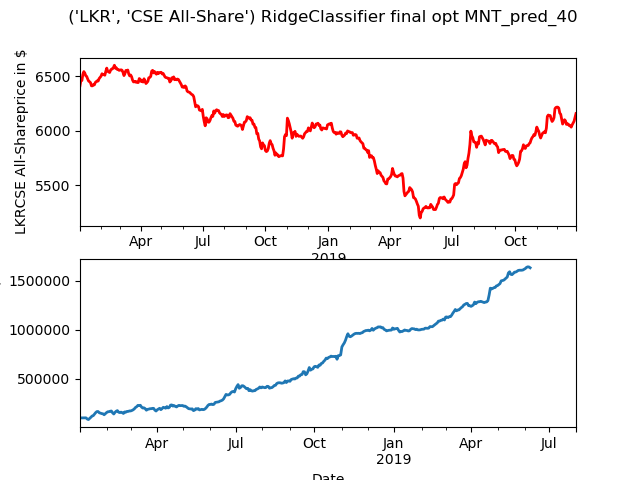 ('LKR', 'CSE All-Share') RidgeClassifier final opt MNT_pred_40
LKRCSE All-Shareprice in $
6500
6000
5500
Apr Jul Oct Jan Apr Jul Oct
2019
1500000
1000000
500000
Apr Jul Oct Jan Apr Jul
2019
Date